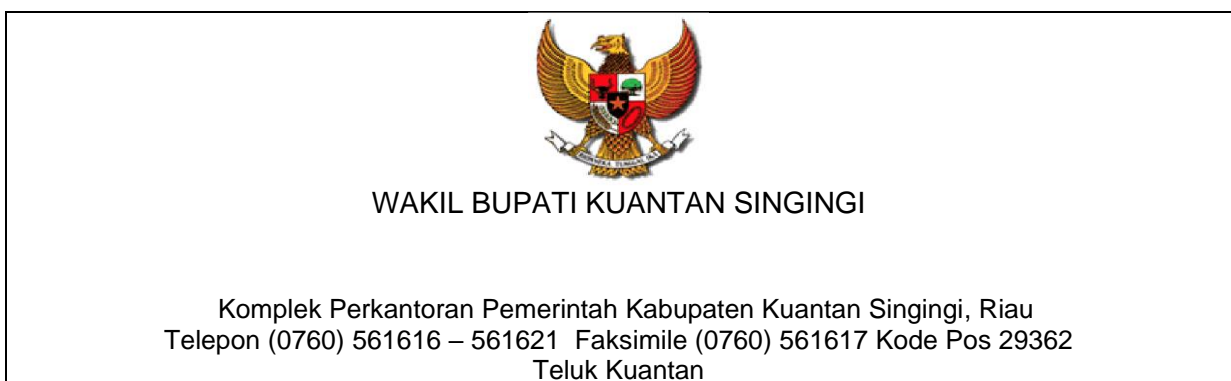 WAKIL BUPATI KUANTAN SINGINGI
Komplek Perkantoran Pemerintah Kabupaten Kuantan Singingi, Riau
Telepon (0760) 561616 – 561621 Faksimile (0760) 561617 Kode Pos 29362
Teluk Kuantan